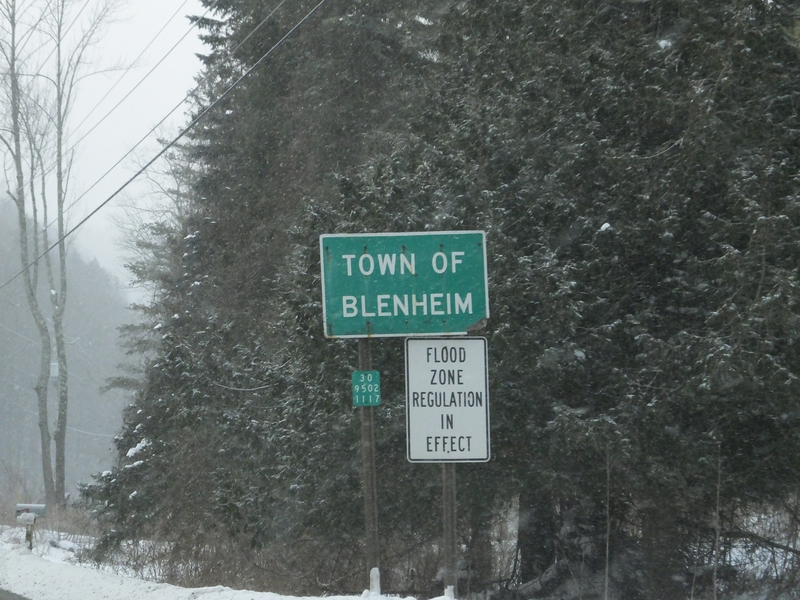 TOWN OF
BLENHEIM
30
9502
1117
FLOOD
ZONE
REGULATION
IN
EFFECT